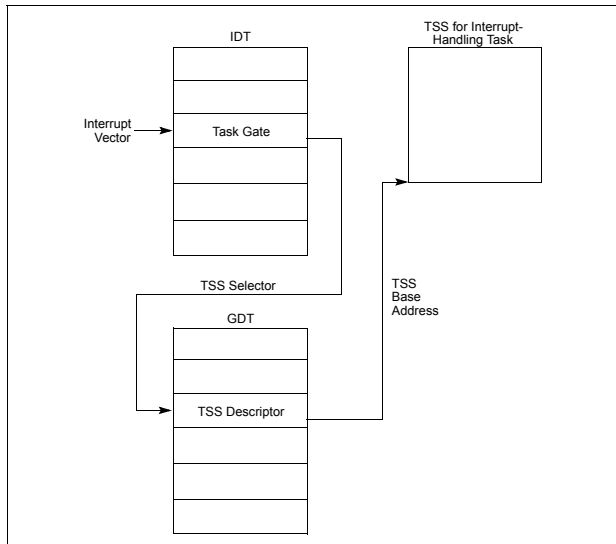 IDT
TSS for Interrupt-
Handling Task
Interrupt
Vector
Task Gate
TSS Selector
TSS
Base
Address
GDT
TSS Descriptor